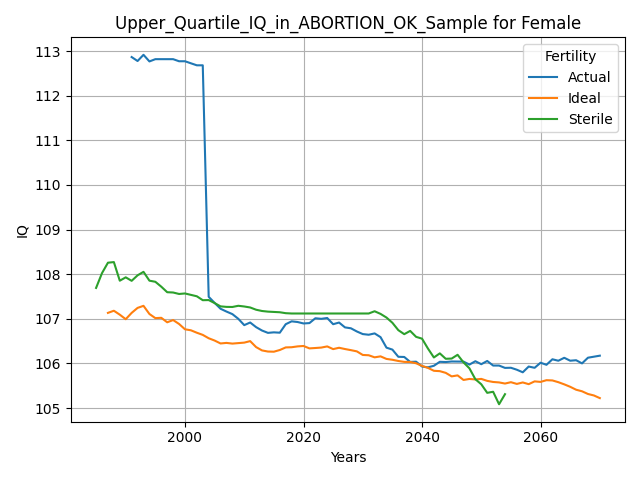 Upper_Quartile_IQ_in_ABORTION_OK_Sample for Female
Fertility
Actual
Ideal
Sterile
113
112
111
110
109
108
107
106
105
IQ
2000
2020
2040
2060
Years